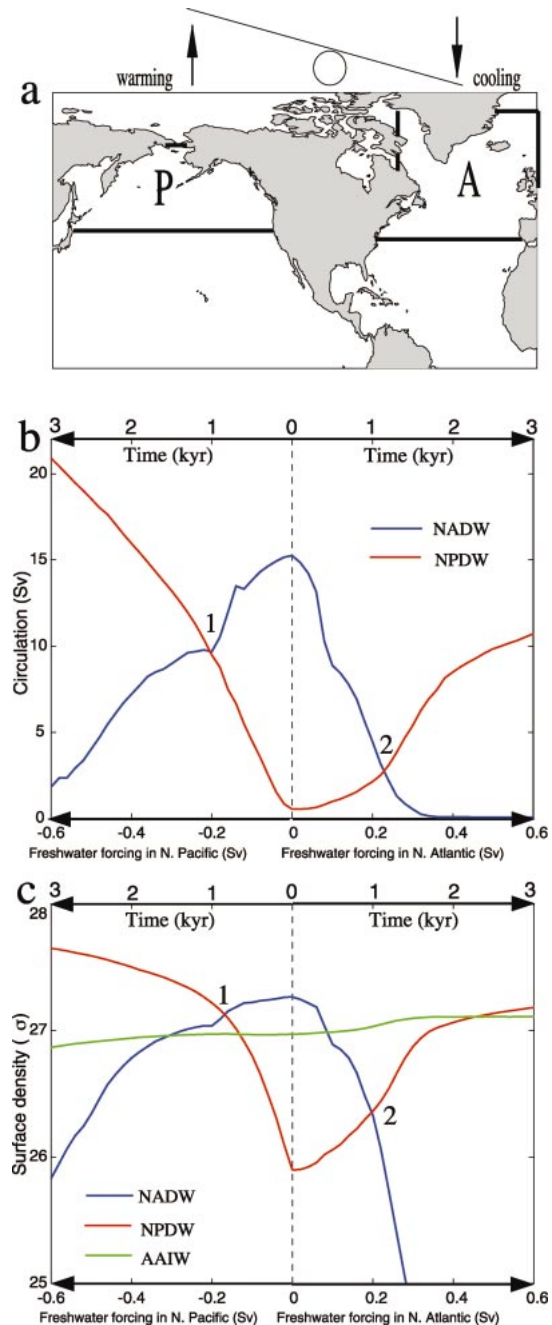 warming
cooling
a
P
A
b
3 2 1 0 1 2 3
Time (kyr) Time (kyr)
20
15
10
5
0
Circulation (Sv)
NADW
NPDW
1
2
-0.6 -0.4 -0.2 0 0.2 0.4 0.6
Freshwater forcing in N. Pacific (Sv) Freshwater forcing in N. Atlantic (Sv)
c
3 2 1 0 1 2 3
Time (kyr) Time (kyr)
28
27
26
25
Surface density ( σ)
1
2
NADW
NPDW
AAIW
-0.6 -0.4 -0.2 0 0.2 0.4 0.6
Freshwater forcing in N. Pacific (Sv) Freshwater forcing in N. Atlantic (Sv)